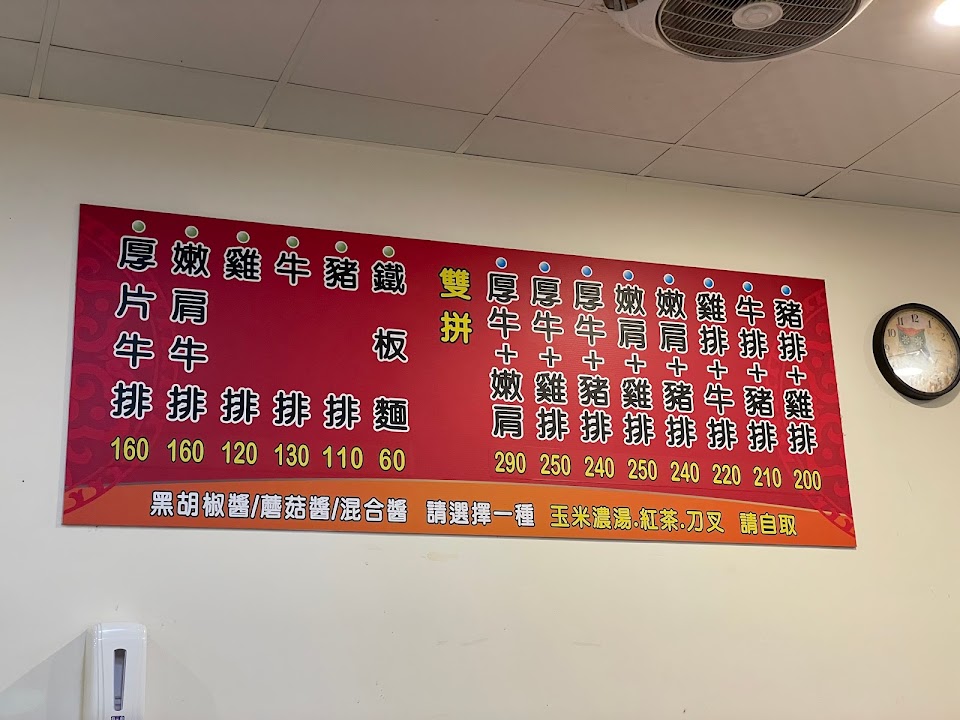 鐵板麵 60
豬排 110
牛排 130
雞排 120
嫩肩牛排 160
厚片牛排 160
雙拼
豬排+雞排 200
牛排+豬排 210
雞排+牛排 220
嫩肩+豬排 240
嫩肩+雞排 250
厚牛+豬排 240
厚牛+雞排 250
厚牛+嫩肩 290
黑胡椒醬/蘑菇醬/混合醬 請選擇一種 玉米濃湯.紅茶.刀叉 請自取